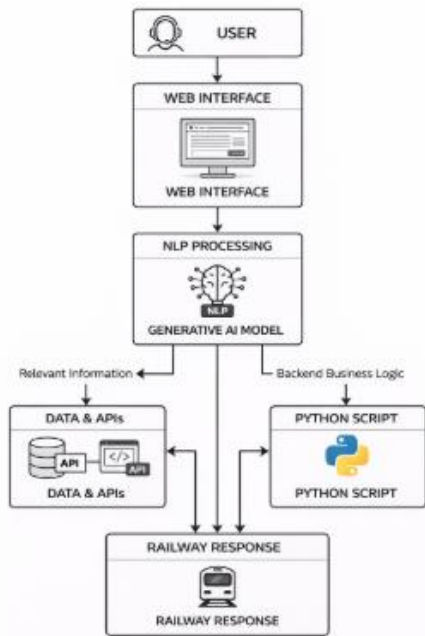 USER
WEB INTERFACE
WEB INTERFACE
NLP PROCESSING
NLP
GENERATIVE AI MODEL
Relevant Information
Backend Business Logic
DATA & APIs
API
</>
API
DATA & APIs
PYTHON SCRIPT
PYTHON SCRIPT
RAILWAY RESPONSE
RAILWAY RESPONSE